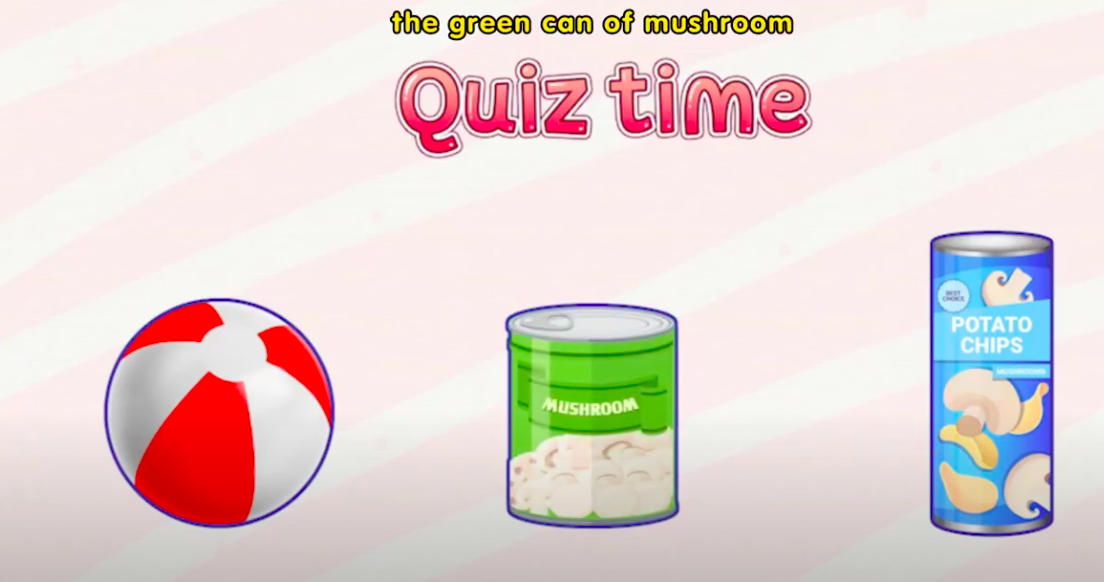 the green can of mushroom
Quiz time
MUSHROOM
BEST
CHOICE
POTATO
CHIPS
MUSHROOMS